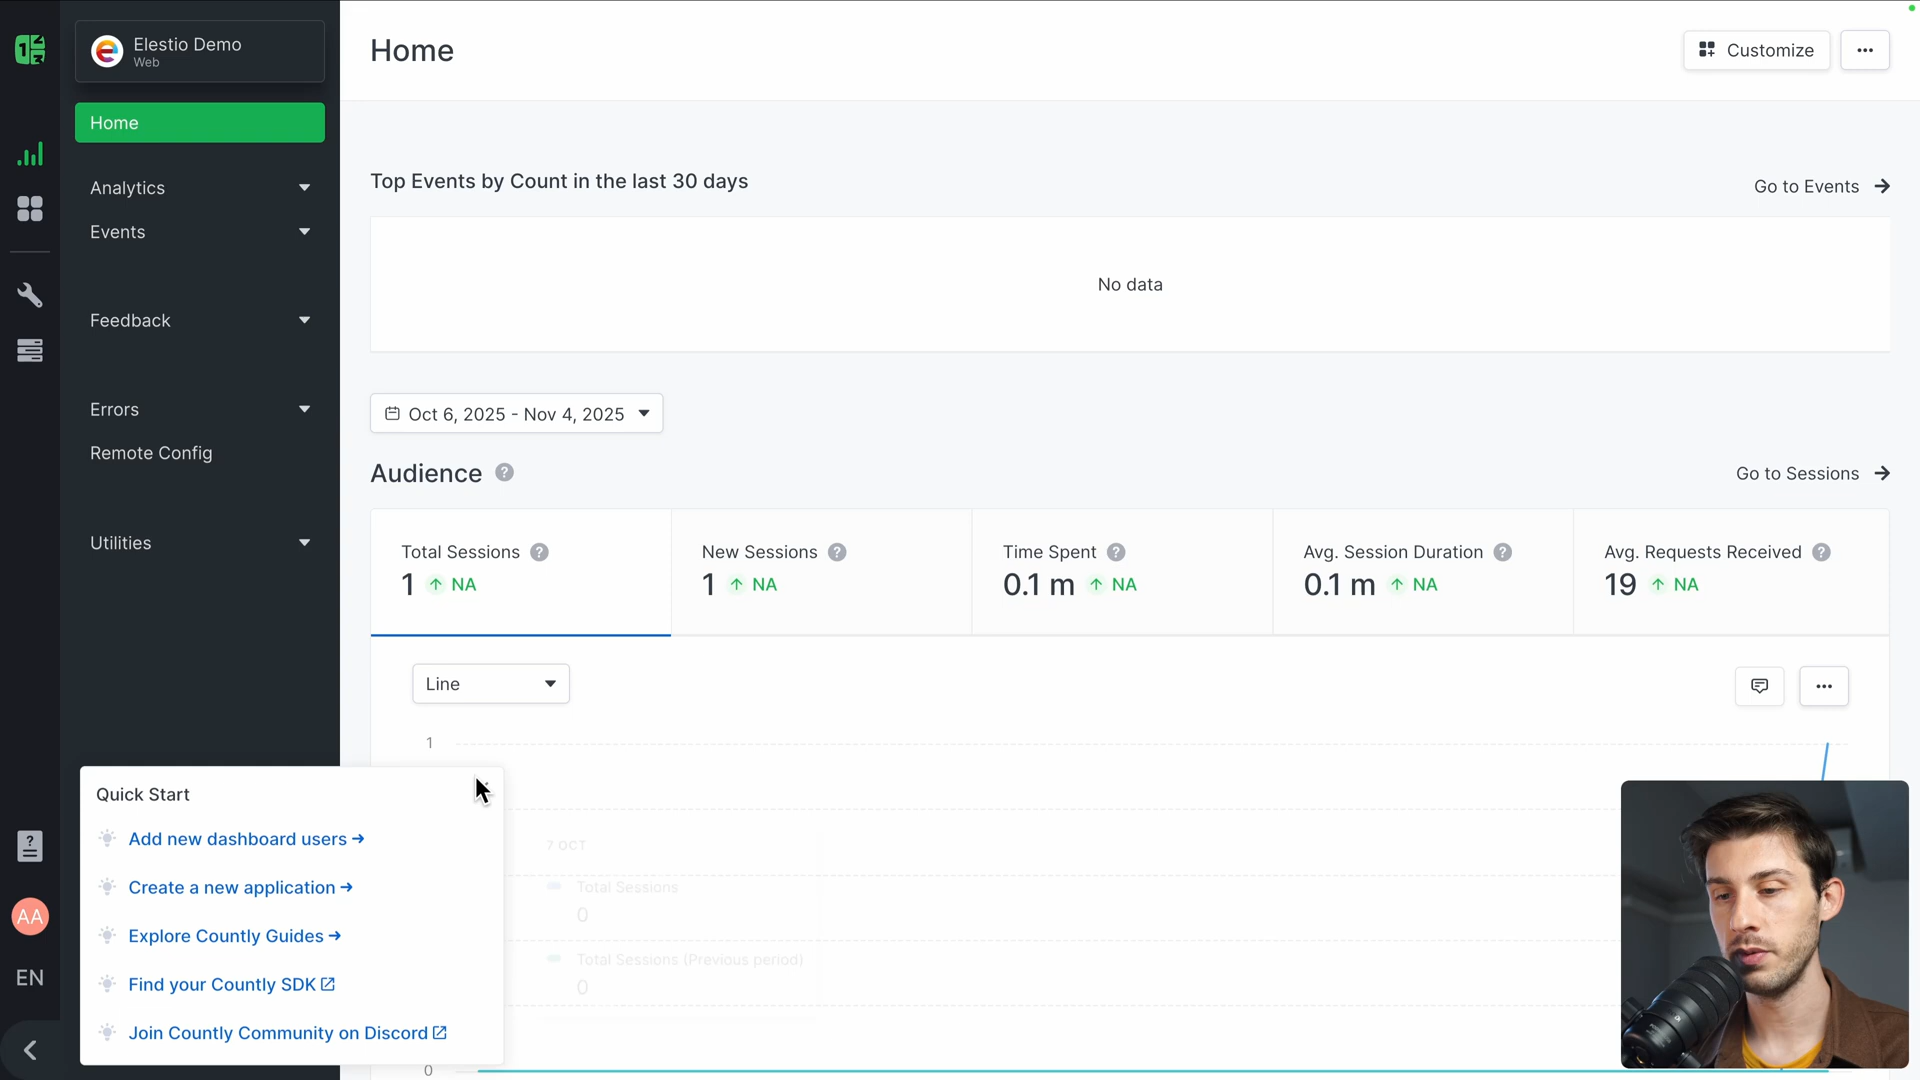 Elestio Demo
Web
Home
Analytics
Events
Feedback
Errors
Remote Config
Utilities
AA
EN
Home
Customize
Top Events by Count in the last 30 days
Go to Events
No data
Oct 6, 2025 - Nov 4, 2025
Audience
Go to Sessions
Total Sessions
1 NA
New Sessions
1 NA
Time Spent
0.1 m NA
Avg. Session Duration
0.1 m NA
Avg. Requests Received
19 NA
Line
1
7 OCT
Total Sessions
0
Total Sessions (Previous period)
0
0
Quick Start
Add new dashboard users
Create a new application
Explore Countly Guides
Find your Countly SDK
Join Countly Community on Discord